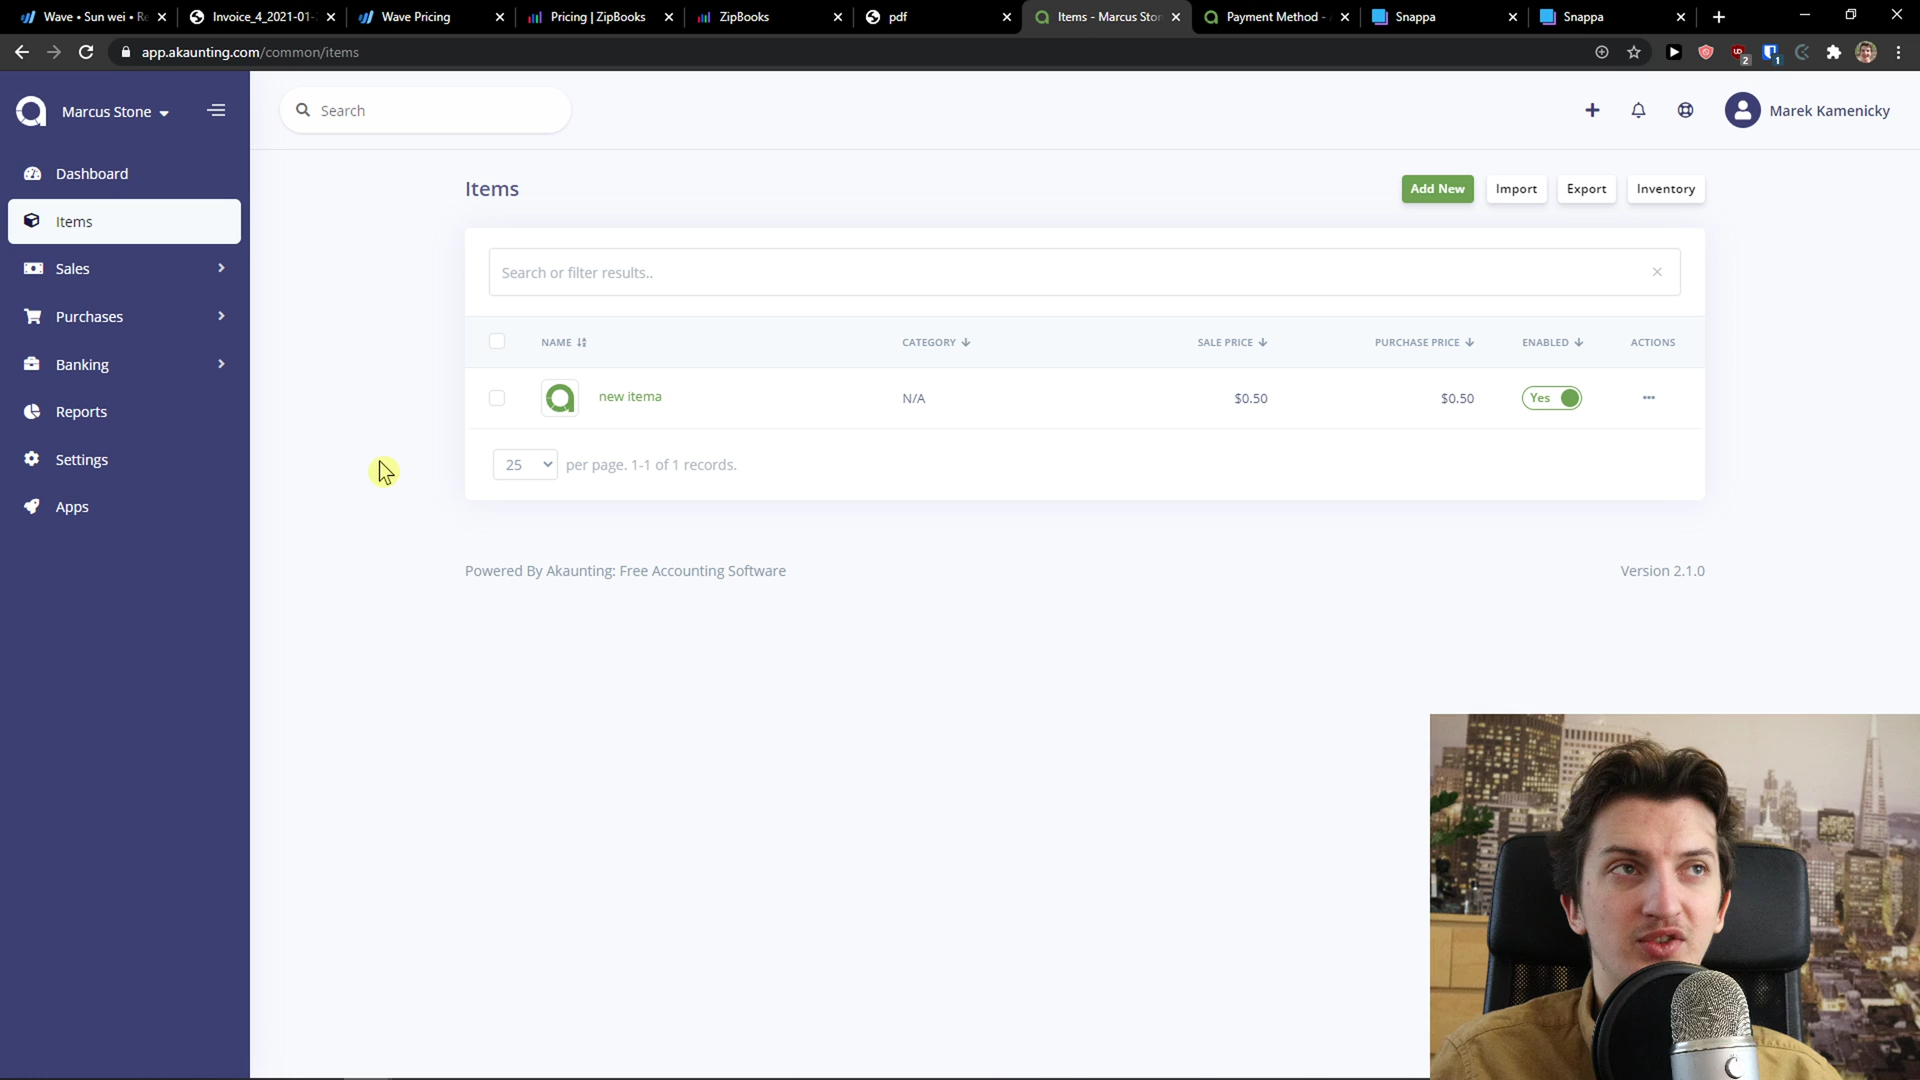 Wave • Sun wei • Re
Invoice_4_2021-01-
Wave Pricing
Pricing | ZipBooks
ZipBooks
pdf
Items - Marcus Ston
Payment Method -
Snappa
Snappa
app.akaunting.com/common/items
2
1
Marcus Stone
Search
Marek Kamenicky
Dashboard
Items
Sales
Purchases
Banking
Reports
Settings
Apps
Items
Add New
Import
Export
Inventory
Search or filter results..
NAME
CATEGORY
SALE PRICE
PURCHASE PRICE
ENABLED
ACTIONS
new itema
N/A
$0.50
$0.50
Yes
25
per page. 1-1 of 1 records.
Powered By Akaunting: Free Accounting Software
Version 2.1.0